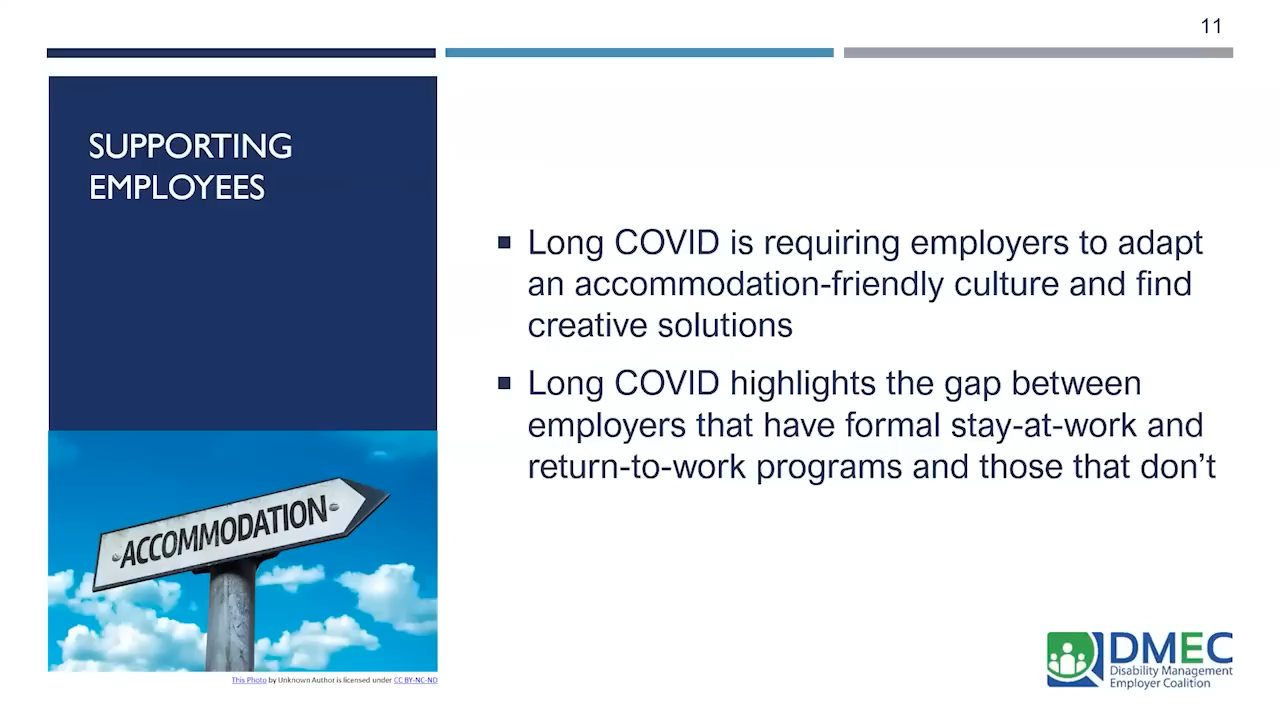 11
SUPPORTING
EMPLOYEES
▪ Long COVID is requiring employers to adapt
an accommodation-friendly culture and find
creative solutions
▪ Long COVID highlights the gap between
employers that have formal stay-at-work and
return-to-work programs and those that don’t
ACCOMMODATION
This Photo by Unknown Author is licensed under CC BY-NC-ND
DMEC
Disability Management
Employer Coalition